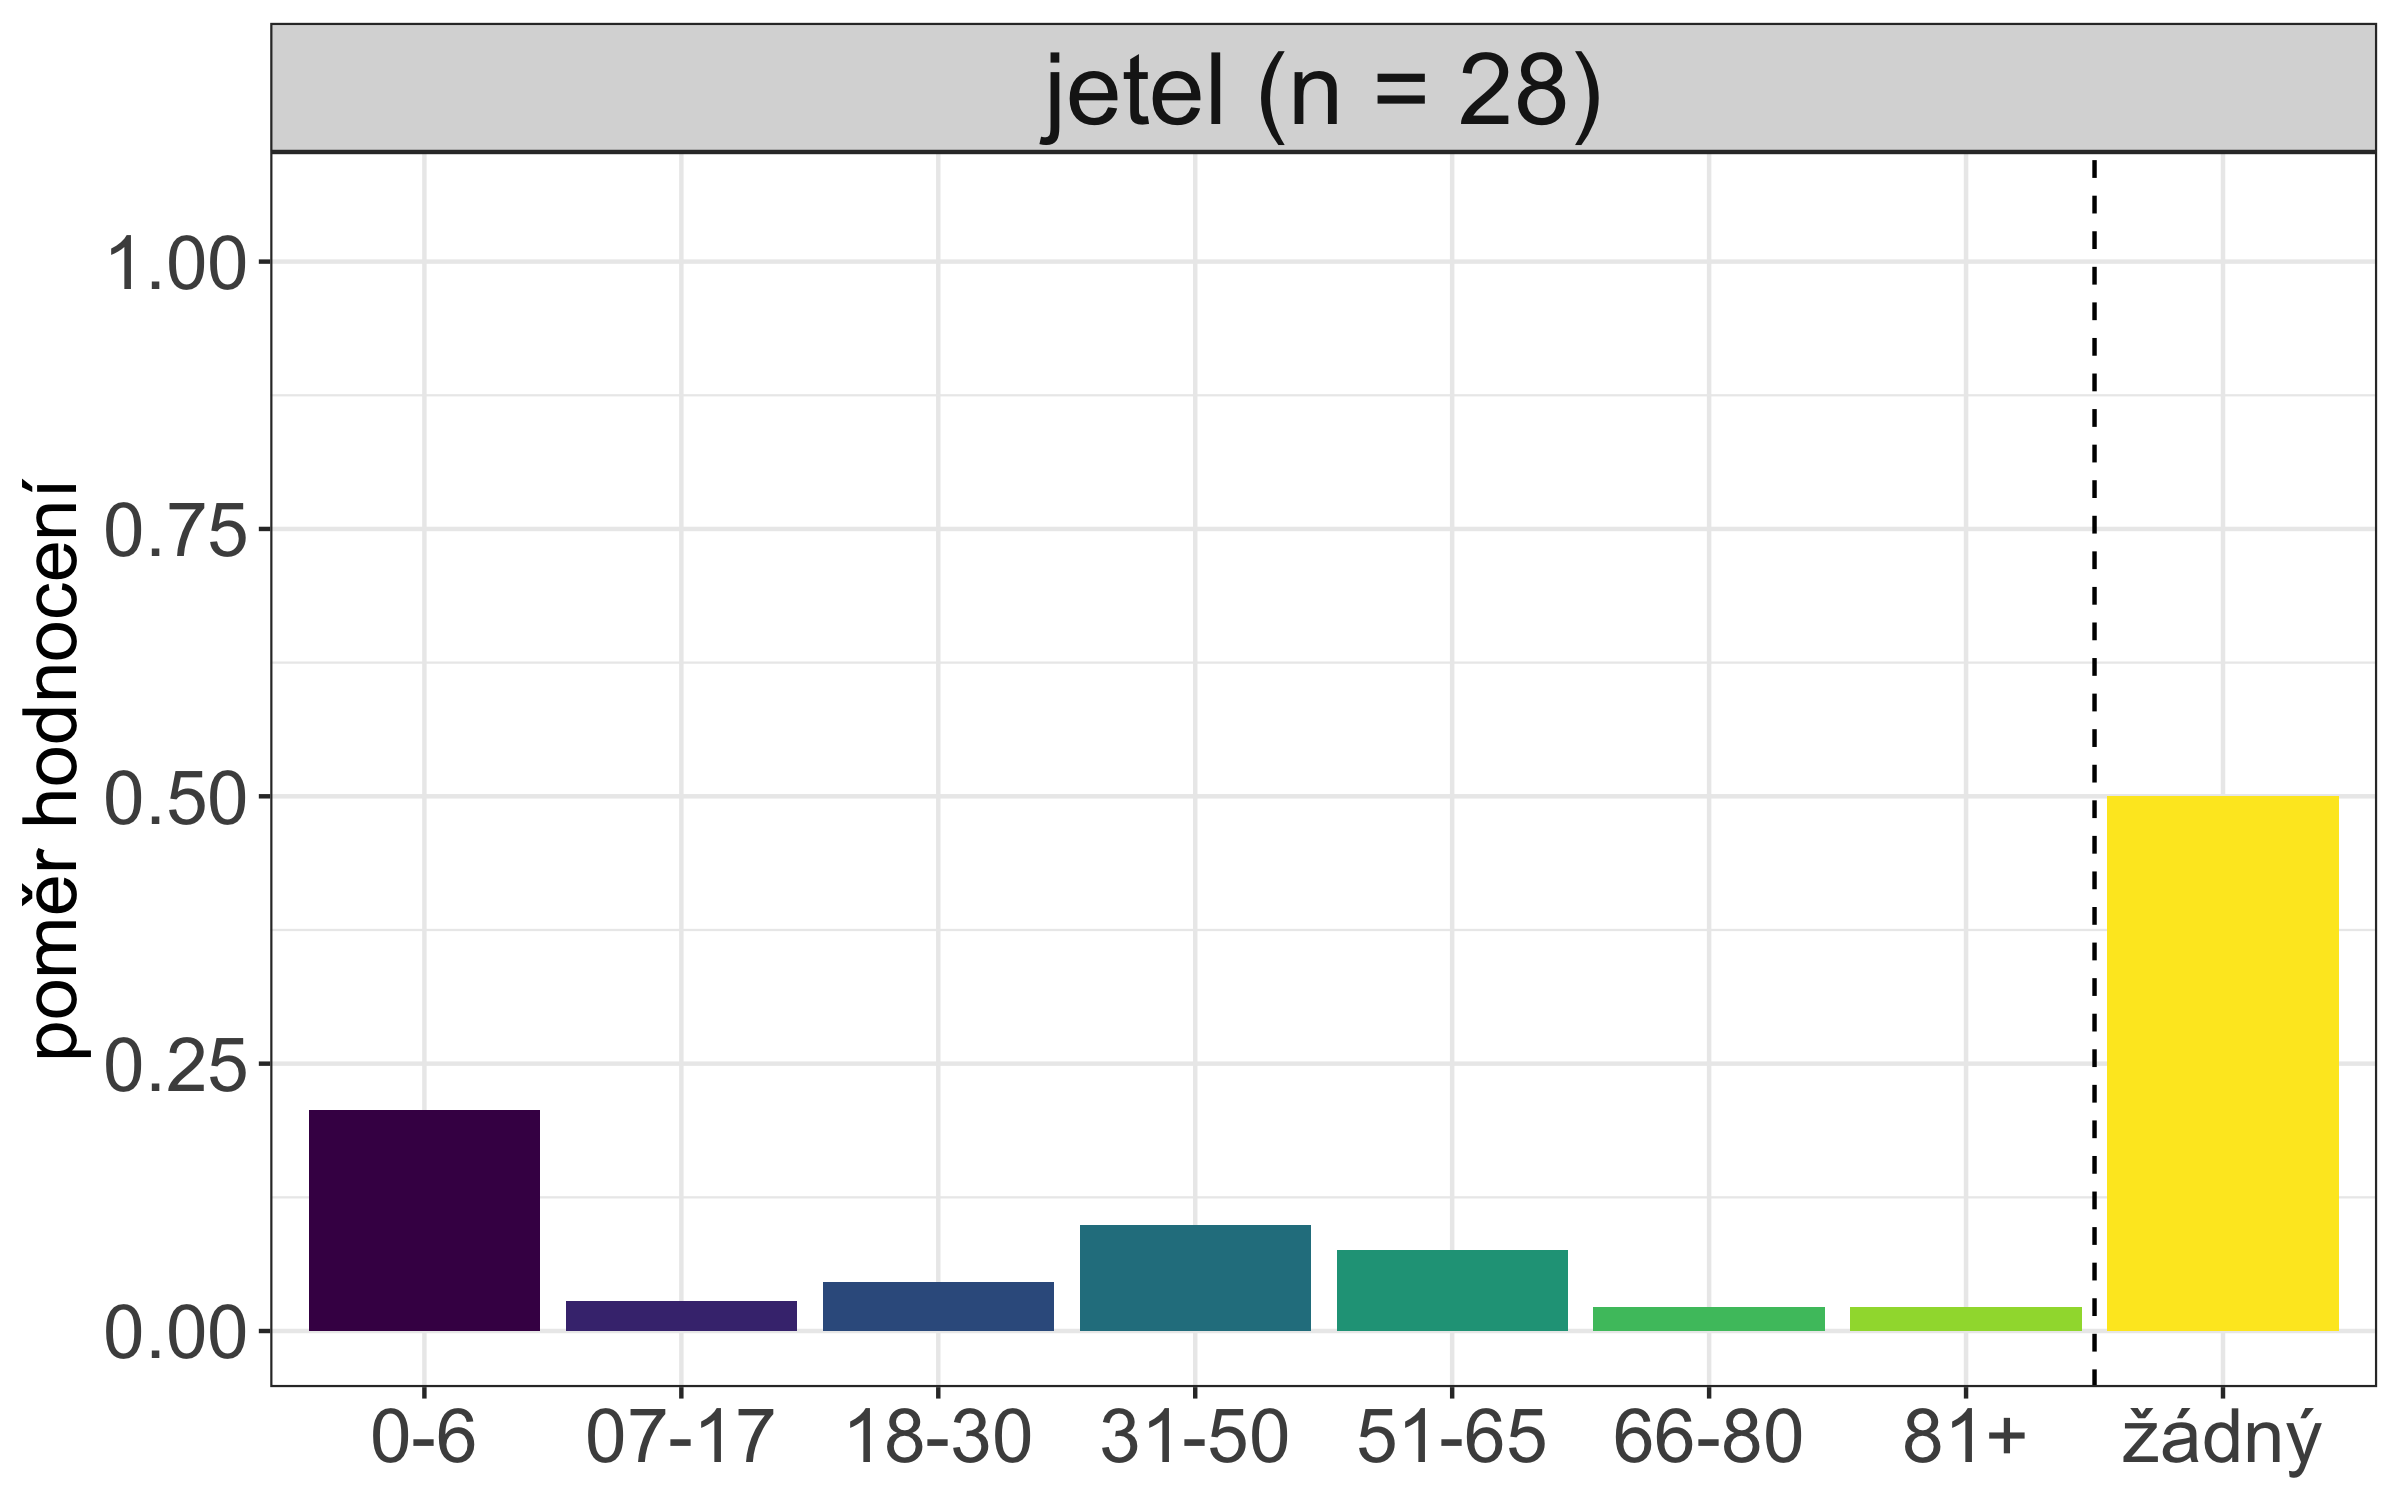 jetel (n = 28)
poměr hodnocení
1.00
0.75
0.50
0.25
0.00
0-6 07-17 18-30 31-50 51-65 66-80 81+ žádný